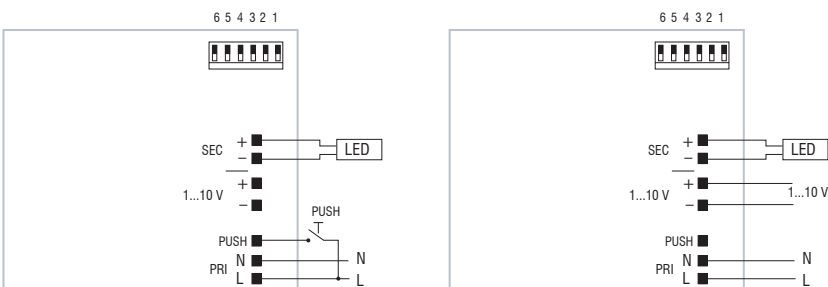 6 5 4 3 2 1
SEC + LED
−
1...10 V +
−
PUSH
PUSH
PRI N N
L L
6 5 4 3 2 1
SEC + LED
−
1...10 V + 1...10 V
−
PUSH
PRI N N
L L